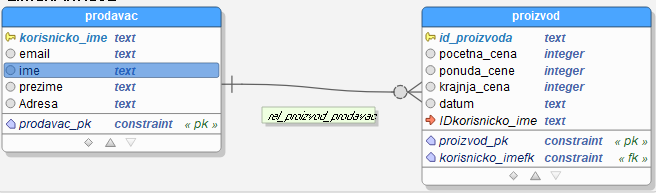 prodavac
korisnicko_ime text
email text
ime text
prezime text
Adresa text
prodavac_pk constraint « pk »
rel_proizvod_prodavac
proizvod
id_proizvoda text
pocetna_cena integer
ponuda_cene integer
krajnja_cena integer
datum text
IDkorisnicko_ime text
proizvod_pk constraint « pk »
korisnicko_imefk constraint « fk »